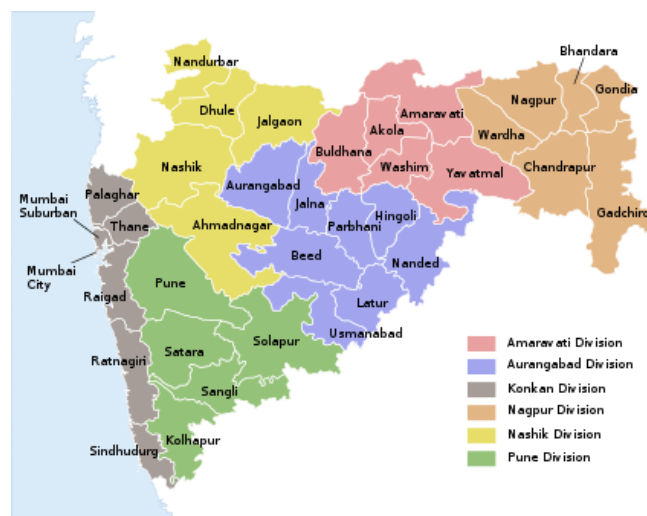 Bhandara
Nandurbar
Gondia
Nagpur
Dhule
Amaravati
Jalgaon
Akola
Wardha
Buldhana
Nashik
Washim
Yavatmal
Chandrapur
Aurangabad
Palaghar
Jalna
Mumbai
Suburban
Hingoli
Gadchiro
Thane
Ahmadnagar
Parbhani
Beed
Nanded
Mumbai
City
Pune
Raigad
Latur
Usmanabad
Solapur
Ratnagiri
Satara
Sangli
Kolhapur
Sindhudurg
Amaravati Division
Aurangabad Division
Konkan Division
Nagpur Division
Nashik Division
Pune Division